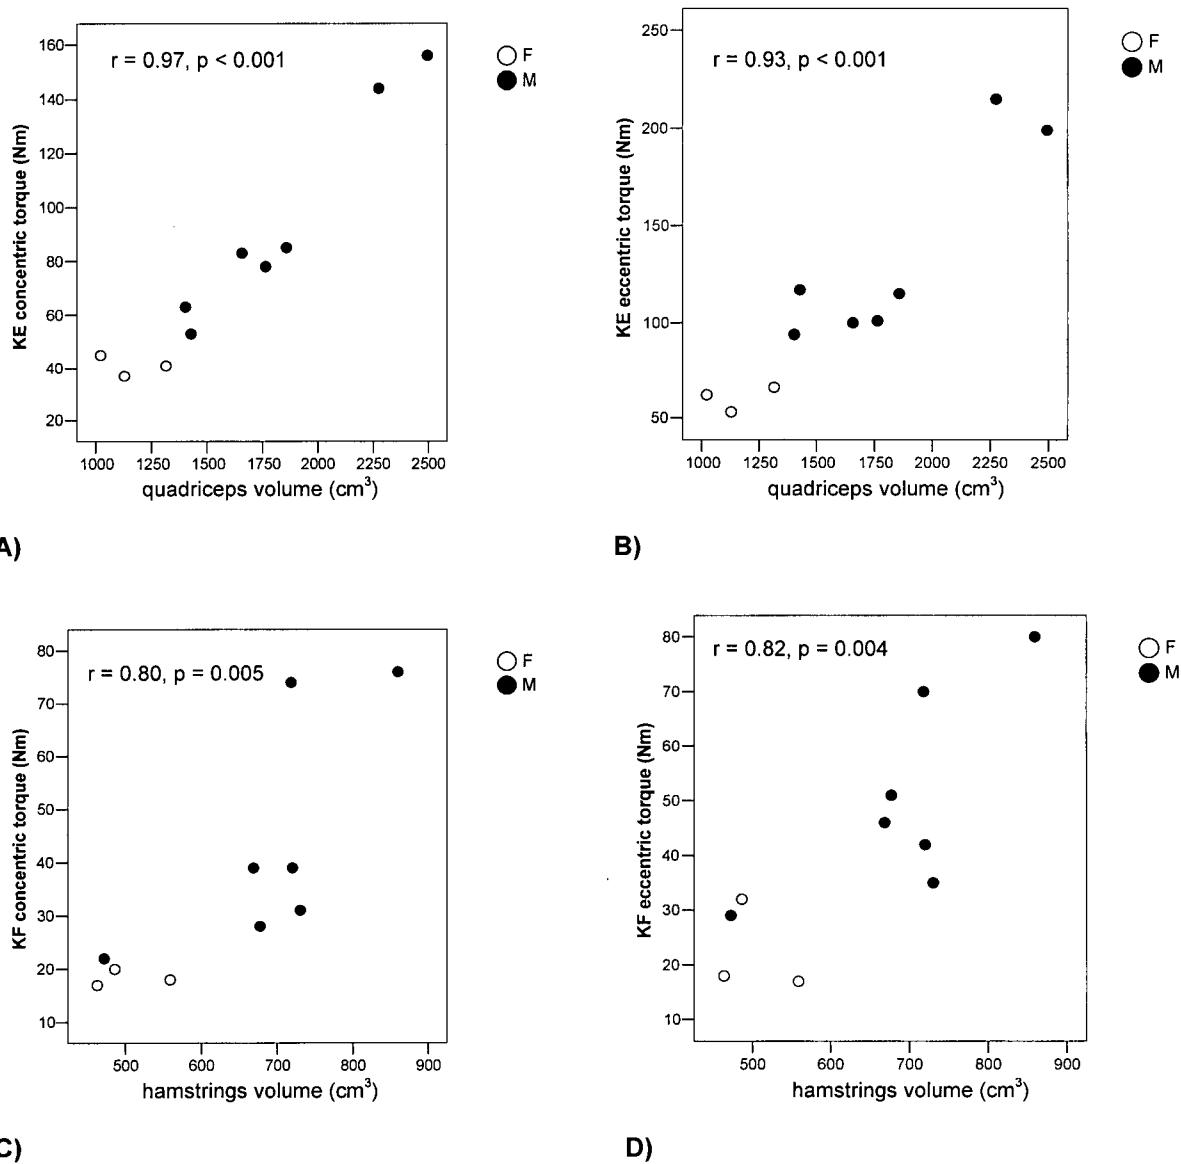 r = 0.97, p < 0.001
F
M
KE concentric torque (Nm)
160
140
120
100
80
60
40
20
1000 1250 1500 1750 2000 2250 2500
quadriceps volume (cm³)
A)
r = 0.93, p < 0.001
F
M
KE eccentric torque (Nm)
250
200
150
100
50
1000 1250 1500 1750 2000 2250 2500
quadriceps volume (cm³)
B)
r = 0.80, p = 0.005
F
M
KF concentric torque (Nm)
80
70
60
50
40
30
20
10
500 600 700 800 900
hamstrings volume (cm³)
C)
r = 0.82, p = 0.004
F
M
KF eccentric torque (Nm)
80
70
60
50
40
30
20
10
500 600 700 800 900
hamstrings volume (cm³)
D)